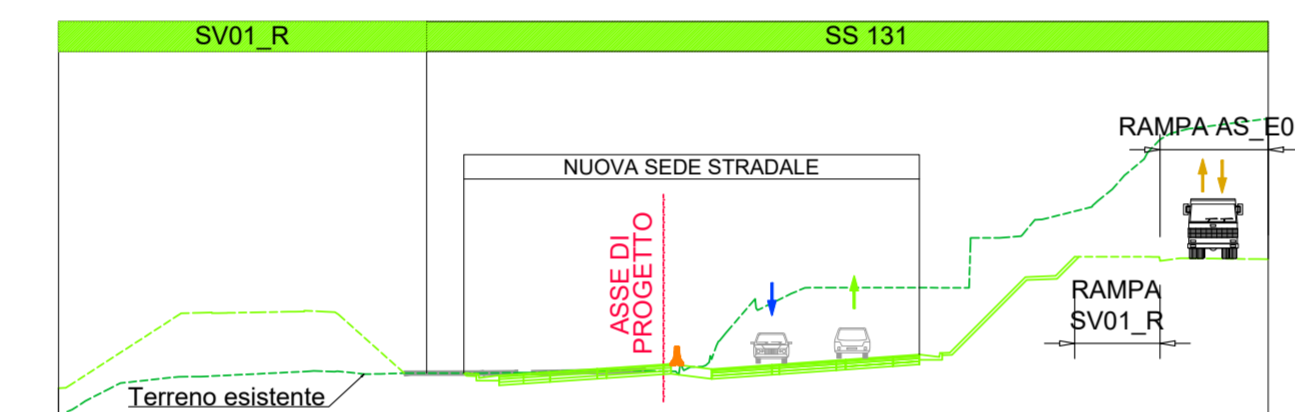 SV01_R
SS 131
RAMPA AS_E0
NUOVA SEDE STRADALE
ASSE DI
PROGETTO
RAMPA
SV01_R
Terreno esistente